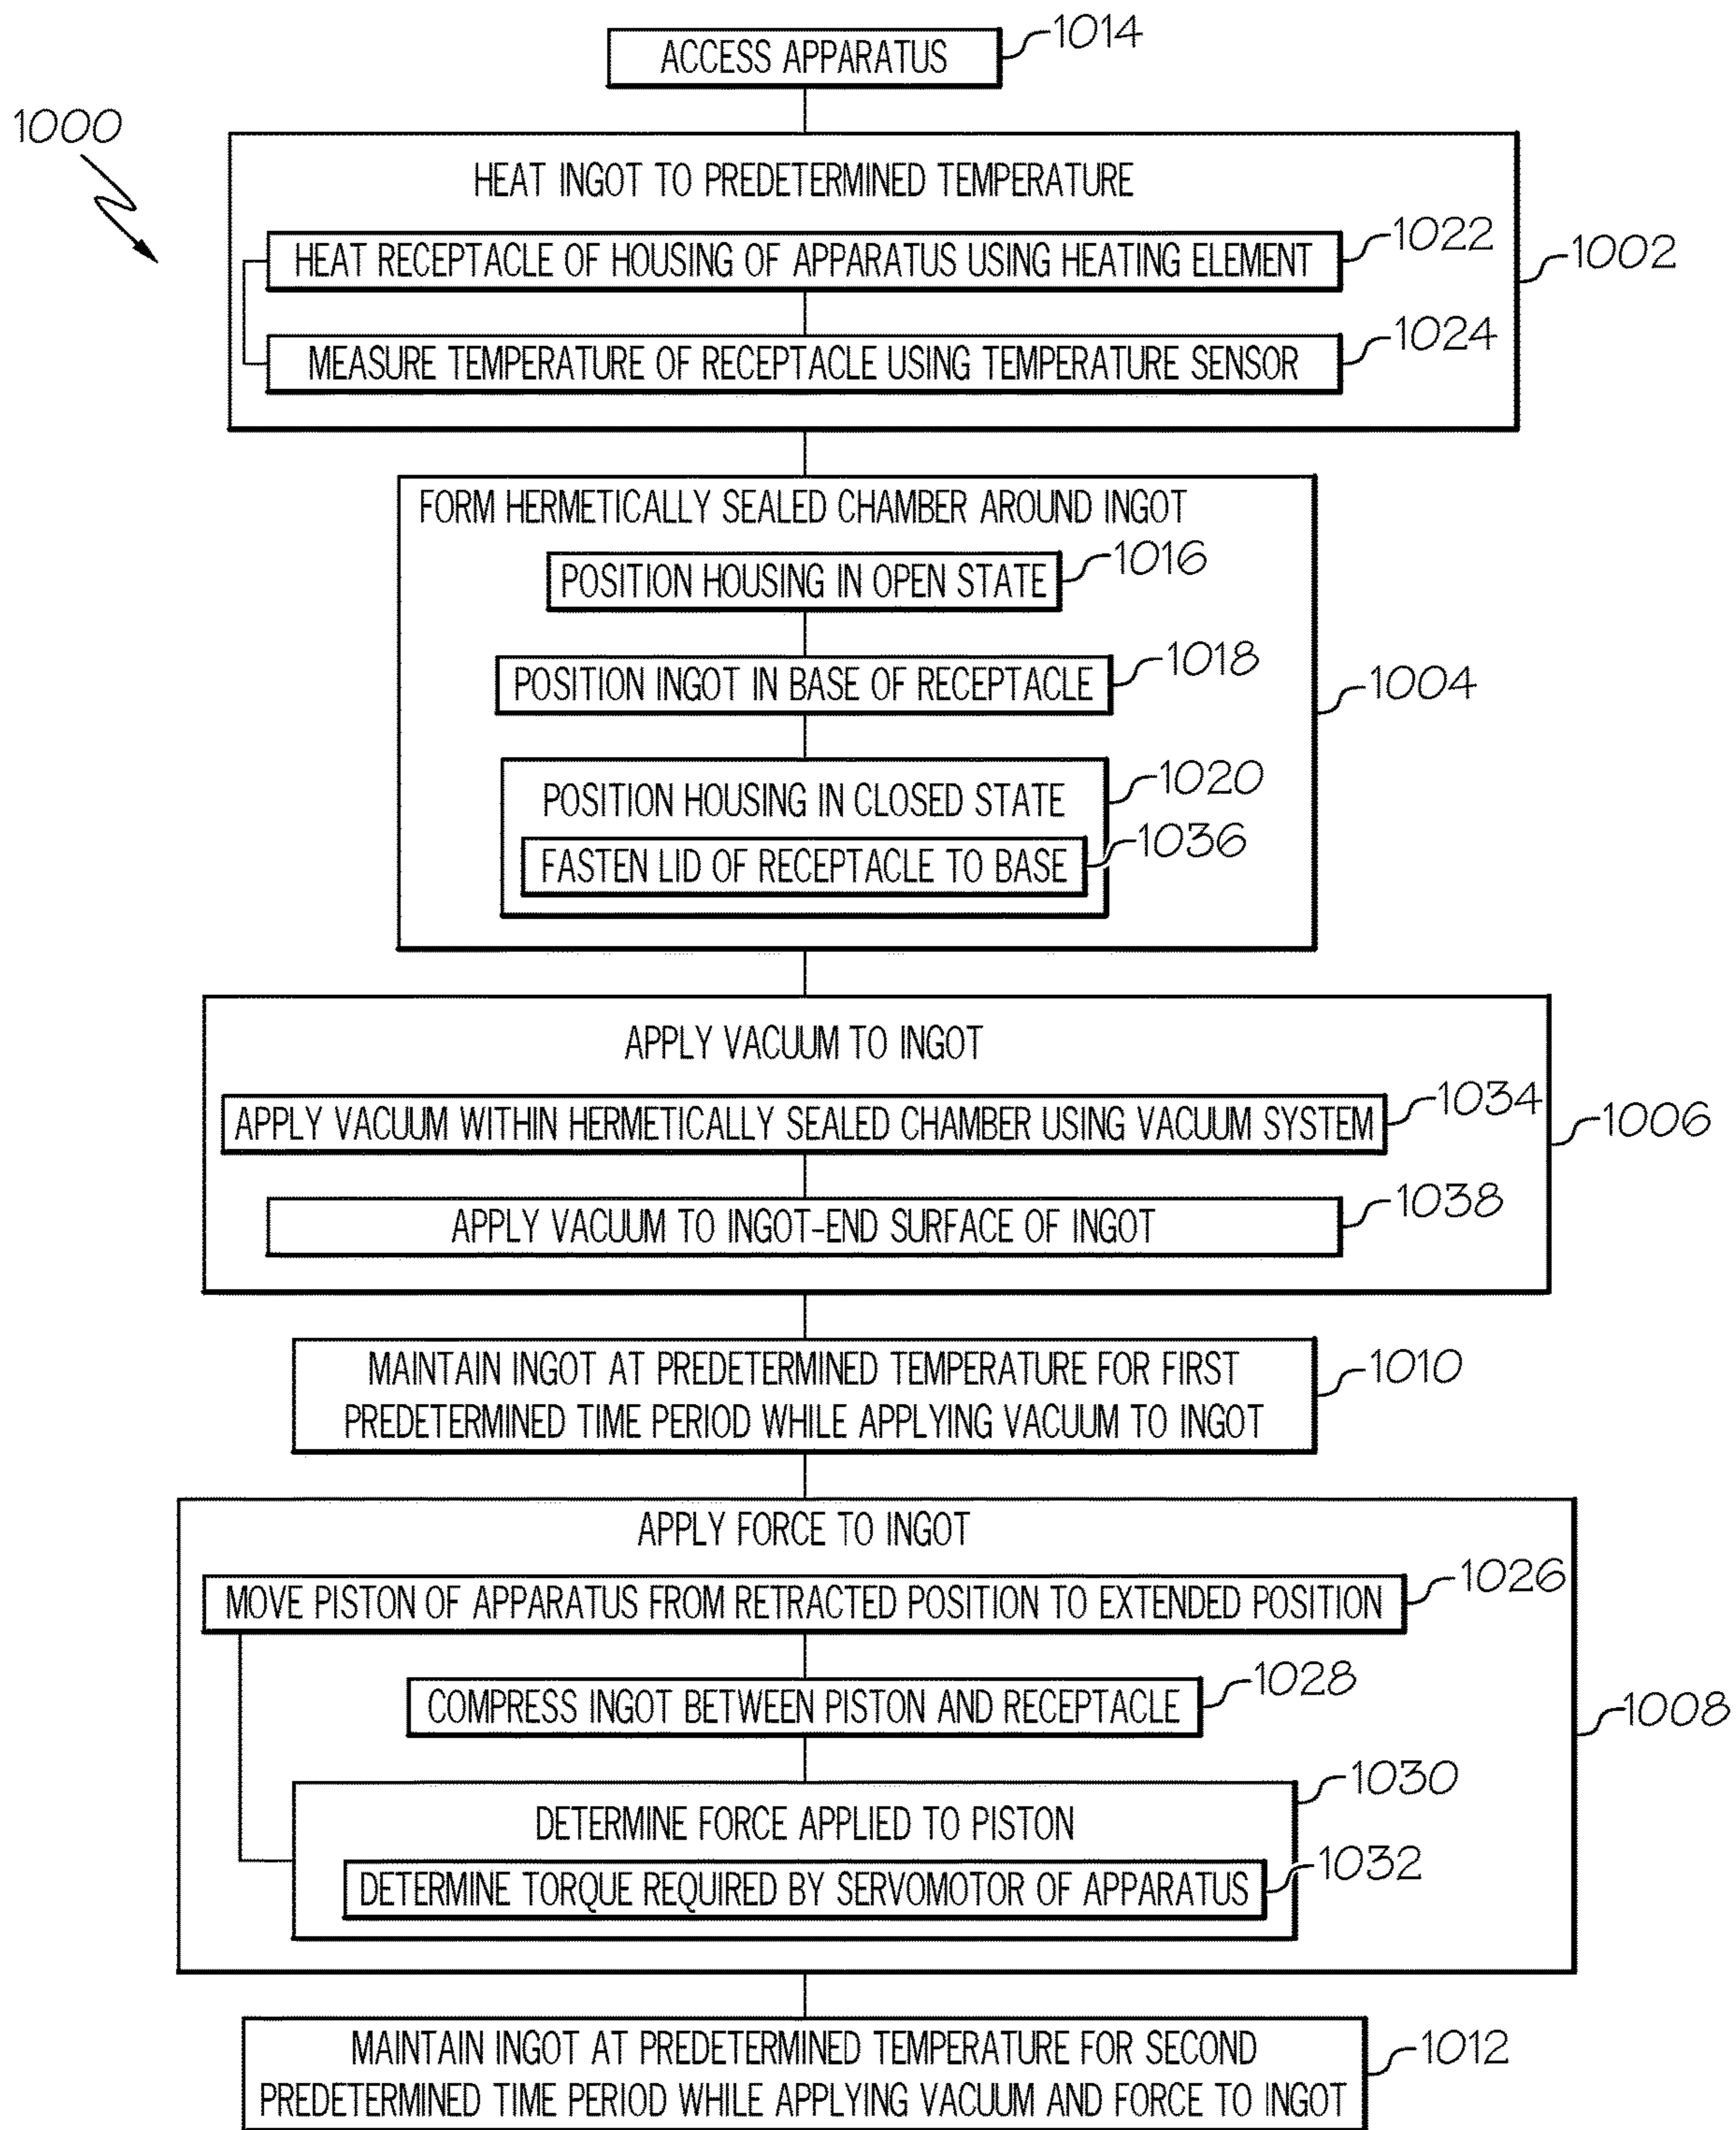 ACCESS APPARATUS
1014
1000
HEAT INGOT TO PREDETERMINED TEMPERATURE
HEAT RECEPTACLE OF HOUSING OF APPARATUS USING HEATING ELEMENT
1022
1002
MEASURE TEMPERATURE OF RECEPTACLE USING TEMPERATURE SENSOR
1024
FORM HERMETICALLY SEALED CHAMBER AROUND INGOT
POSITION HOUSING IN OPEN STATE
1016
POSITION INGOT IN BASE OF RECEPTACLE
1018
1004
POSITION HOUSING IN CLOSED STATE
1020
FASTEN LID OF RECEPTACLE TO BASE
1036
APPLY VACUUM TO INGOT
APPLY VACUUM WITHIN HERMETICALLY SEALED CHAMBER USING VACUUM SYSTEM
1034
1006
APPLY VACUUM TO INGOT-END SURFACE OF INGOT
1038
MAINTAIN INGOT AT PREDETERMINED TEMPERATURE FOR FIRST
PREDETERMINED TIME PERIOD WHILE APPLYING VACUUM TO INGOT
1010
APPLY FORCE TO INGOT
MOVE PISTON OF APPARATUS FROM RETRACTED POSITION TO EXTENDED POSITION
1026
COMPRESS INGOT BETWEEN PISTON AND RECEPTACLE
1028
1008
DETERMINE FORCE APPLIED TO PISTON
1030
DETERMINE TORQUE REQUIRED BY SERVOMOTOR OF APPARATUS
1032
MAINTAIN INGOT AT PREDETERMINED TEMPERATURE FOR SECOND
PREDETERMINED TIME PERIOD WHILE APPLYING VACUUM AND FORCE TO INGOT
1012